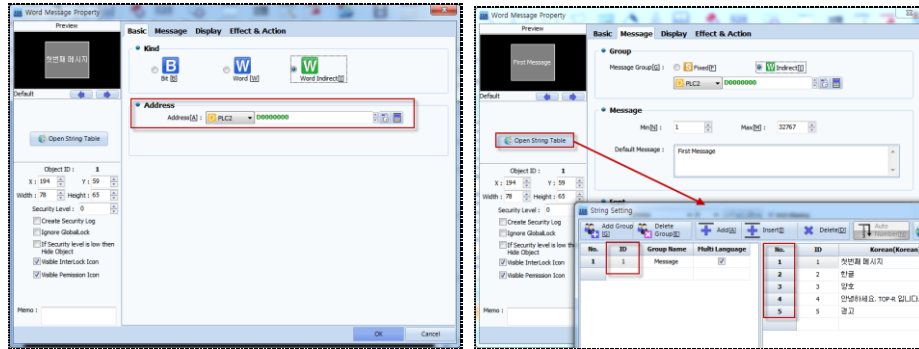 Word Message Property
Preview
첫번째 메시지
Default
Open String Table
Object ID : 1
X : 194 Y : 59
Width : 78 Height : 65
Security Level : 0
Create Security Log
Ignore GlobalLock
If Security level is low then
Hide Object
Visible InterLock Icon
Visible Permission Icon
Memo :
Basic Message Display Effect & Action
Kind
Bit [B] Word [W] Word Indirect[I]
Address
Address[A] : PLC2 D0000000
OK Cancel
Word Message Property
Preview
First Message
Default
Open String Table
Object ID : 1
X : 194 Y : 59
Width : 78 Height : 65
Security Level : 0
Create Security Log
Ignore GlobalLock
If Security level is low the
Hide Object
Visible InterLock Icon
Visible Permission Icon
Memo :
Basic Message Display Effect & Action
Group
Message Group[G] : Fixed[F] Indirect[I]
PLC2 D0000000
Message
Min[N] : 1 Max[M] : 32767
Default Message : First Message
Font
String Setting
Add Group [G] Delete Group[R] Add[A] Insert[I] Delete[D] Auto
No. ID Group Name Multi Language
1 1 Message
No. ID Korean(Korean)
1 1 첫번째 메시지
2 2 한글
3 3 양호
4 4 안녕하세요. TOP-R 입니다.
5 5 경고